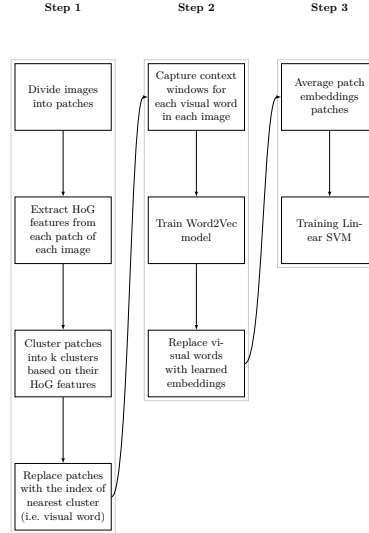 Step 1
Divide images
into patches
Extract HoG
features from
each patch of
each image
Cluster patches
into k clusters
based on their
HoG features
Replace patches
with the index of
nearest cluster
(i.e. visual word)
Step 2
Capture context
windows for
each visual word
in each image
Train Word2Vec
model
Replace vi-
sual words
with learned
embeddings
Step 3
Average patch
embeddings
patches
Training Lin-
ear SVM